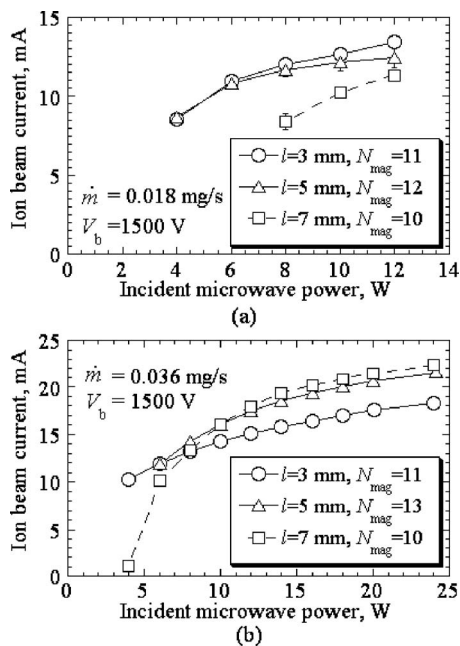 15
10
5
0
Ion beam current, mA
ṁ = 0.018 mg/s
V_b =1500 V
l=3 mm, N_mag=11
l=5 mm, N_mag=12
l=7 mm, N_mag=10
0 2 4 6 8 10 12 14
Incident microwave power, W
(a)
25
20
15
10
5
0
Ion beam current, mA
ṁ = 0.036 mg/s
V_b = 1500 V
l=3 mm, N_mag=11
l=5 mm, N_mag=13
l=7 mm, N_mag=10
0 5 10 15 20 25
Incident microwave power, W
(b)